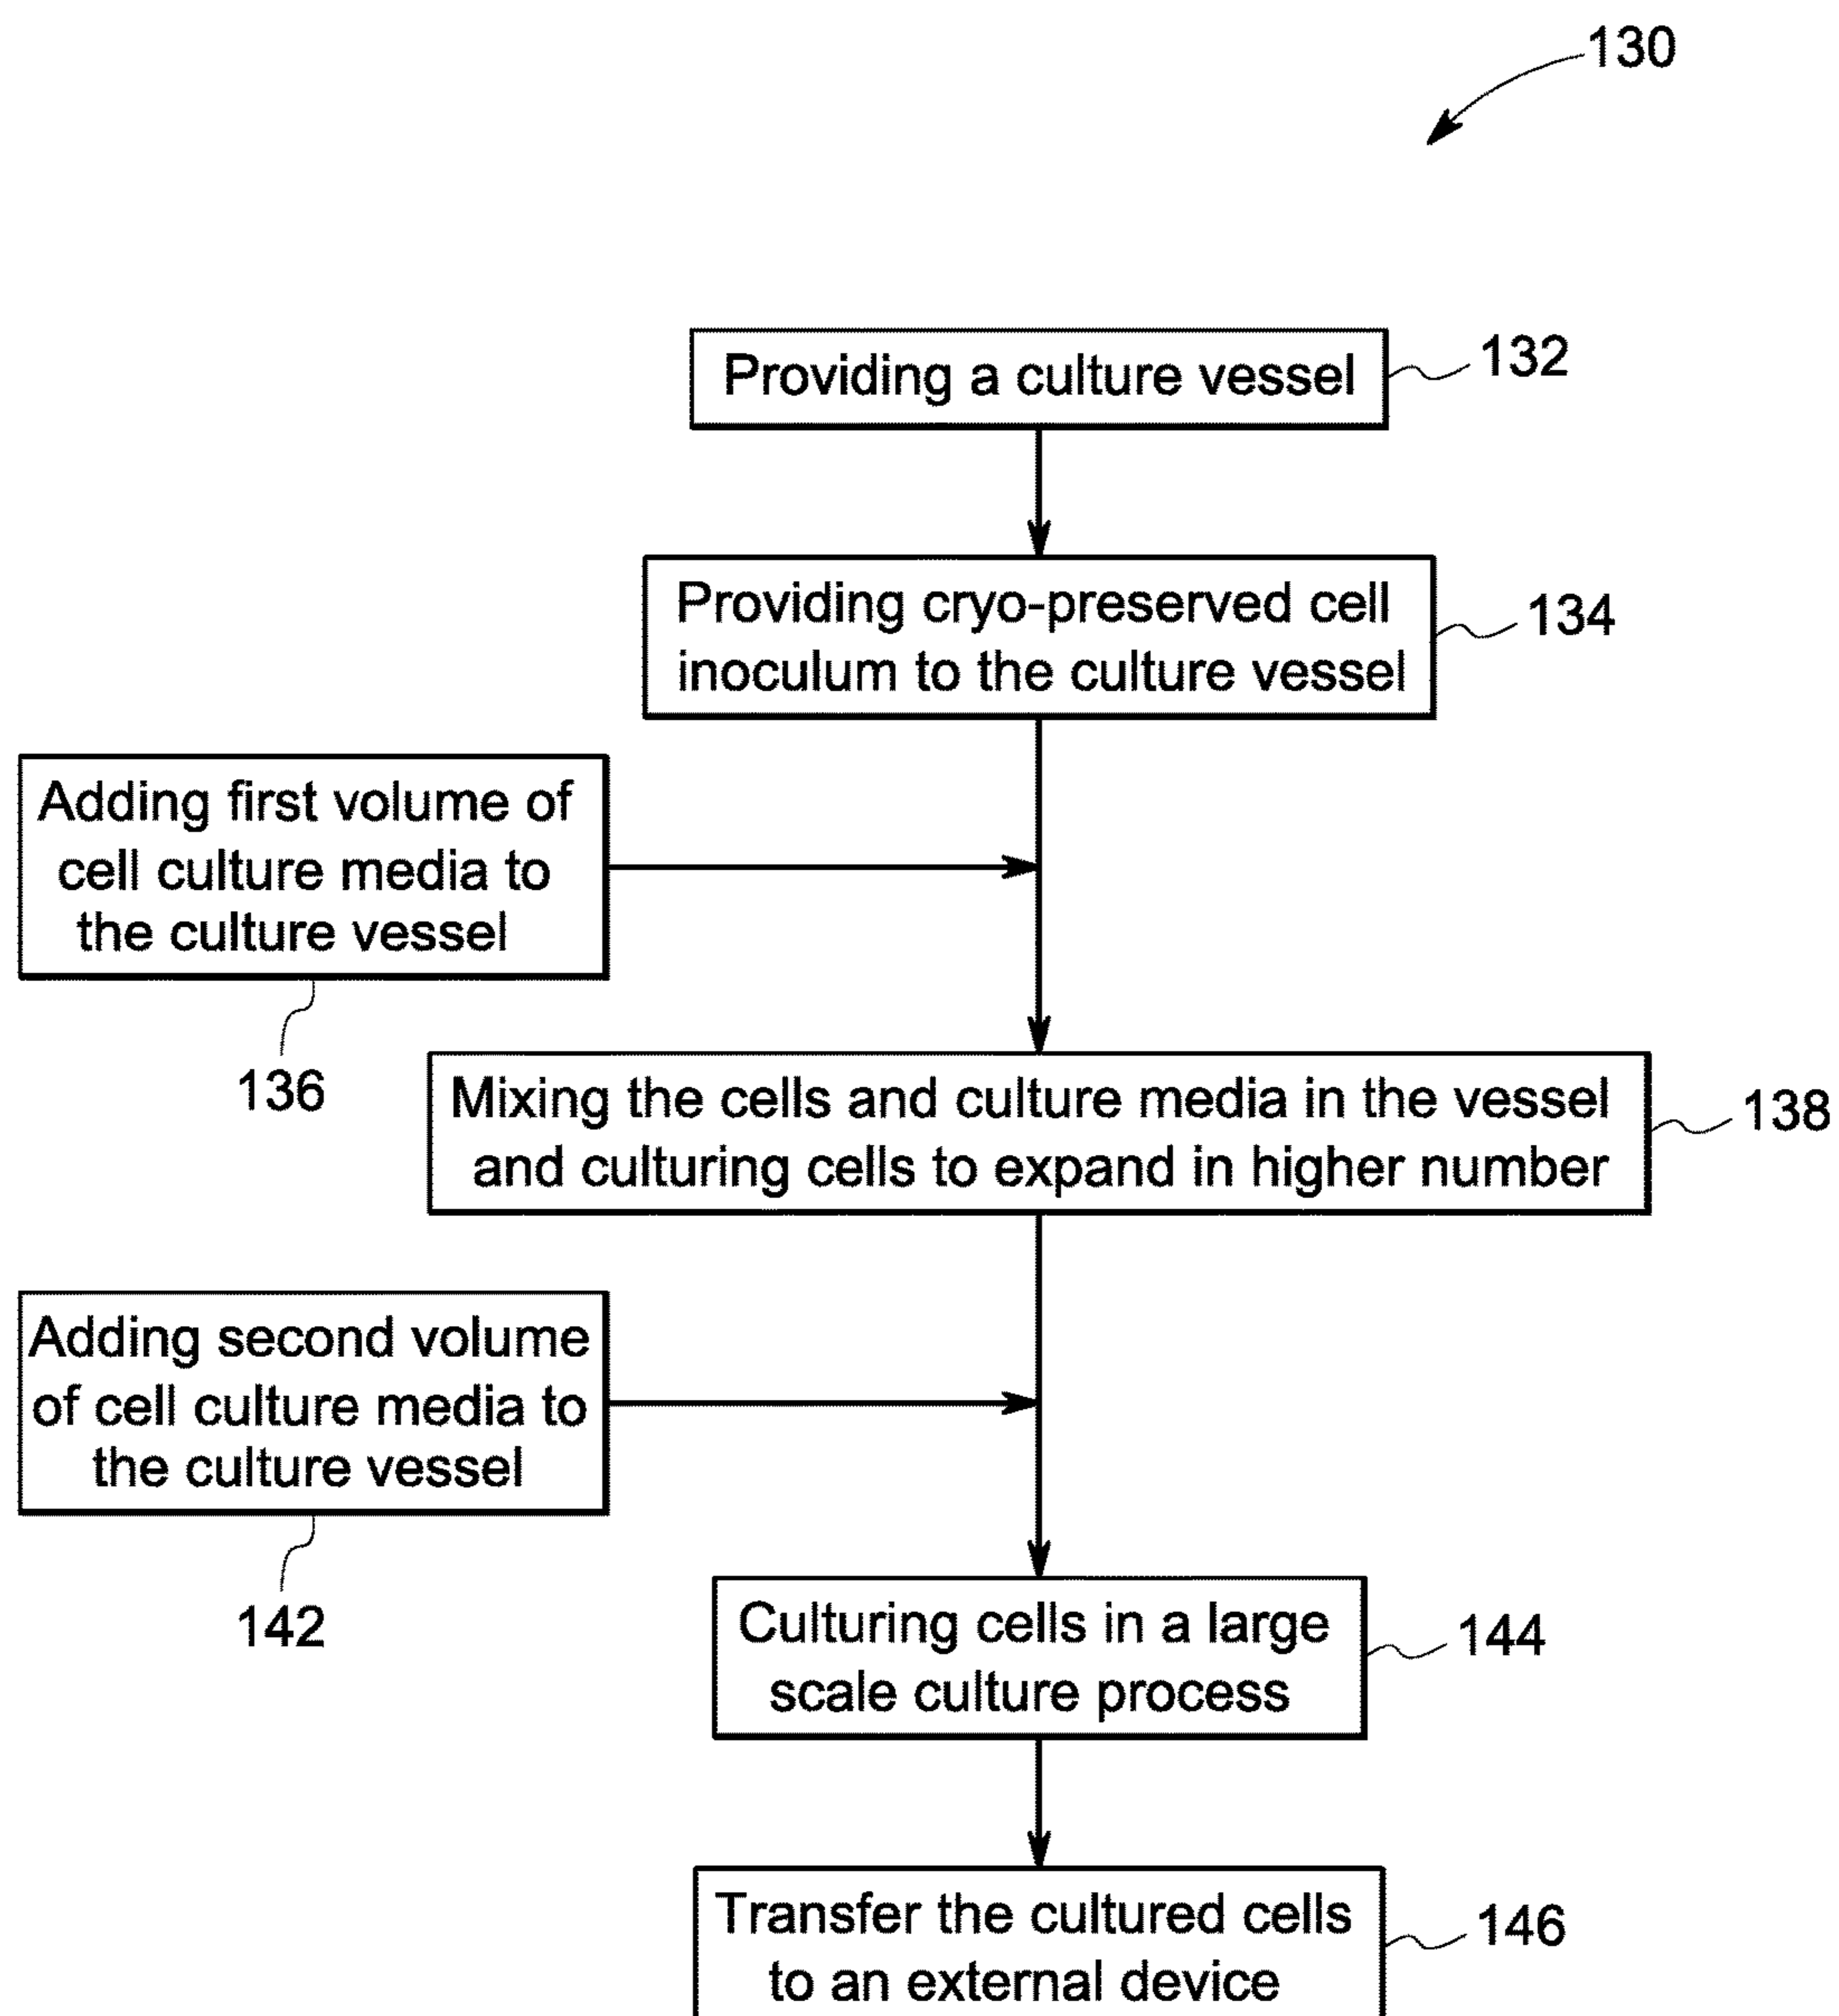 130
Providing a culture vessel
132
Providing cryo-preserved cell
inoculum to the culture vessel
134
Adding first volume of
cell culture media to
the culture vessel
136
Mixing the cells and culture media in the vessel
and culturing cells to expand in higher number
138
Adding second volume
of cell culture media to
the culture vessel
142
Culturing cells in a large
scale culture process
144
Transfer the cultured cells
to an external device
146